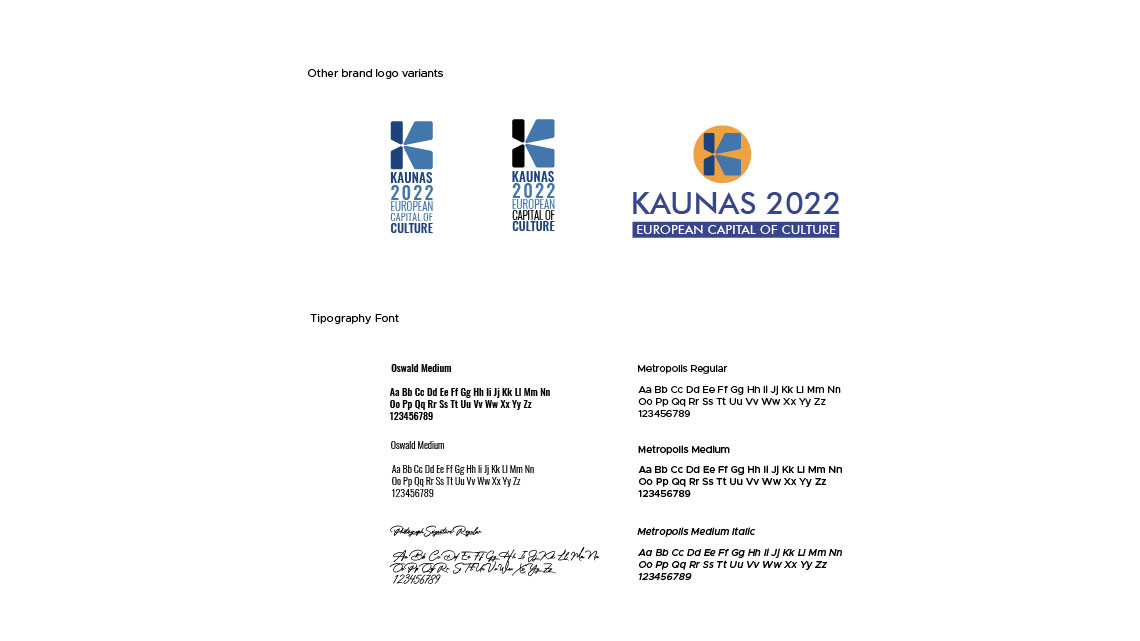 Other brand logo variants
KAUNAS
2022
EUROPEAN
CAPITAL OF
CULTURE
KAUNAS
2022
EUROPEAN
CAPITAL OF
CULTURE
KAUNAS 2022
EUROPEAN CAPITAL OF CULTURE
Tipography Font
Oswald Medium
Aa Bb Cc Dd Ee Ff Gg Hh Ii Jj Kk Ll Mm Nn
Oo Pp Qq Rr Ss Tt Uu Vv Ww Xx Yy Zz
123456789
Oswald Medium
Aa Bb Cc Dd Ee Ff Gg Hh Ii Jj Kk Ll Mm Nn
Oo Pp Qq Rr Ss Tt Uu Vv Ww Xx Yy Zz
123456789
Photograph Signature Regular
Aa Bb Cc Dd Ee Ff Gg Hh Ii Jj Kk Ll Mm Nn
Oo Pp Qq Rr Ss Tt Uu Vv Ww Xx Yy Zz
123456789
Metropolis Regular
Aa Bb Cc Dd Ee Ff Gg Hh Ii Jj Kk Ll Mm Nn
Oo Pp Qq Rr Ss Tt Uu Vv Ww Xx Yy Zz
123456789
Metropolis Medium
Aa Bb Cc Dd Ee Ff Gg Hh Ii Jj Kk Ll Mm Nn
Oo Pp Qq Rr Ss Tt Uu Vv Ww Xx Yy Zz
123456789
Metropolis Medium Italic
Aa Bb Cc Dd Ee Ff Gg Hh Ii Jj Kk Ll Mm Nn
Oo Pp Qq Rr Ss Tt Uu Vv Ww Xx Yy Zz
123456789